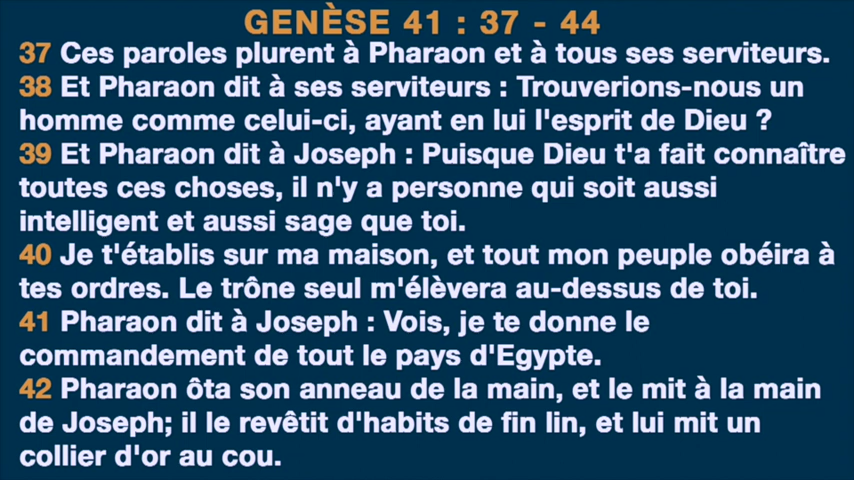 GENÈSE 41 : 37 - 44
37 Ces paroles plurent à Pharaon et à tous ses serviteurs.
38 Et Pharaon dit à ses serviteurs : Trouverions-nous un
homme comme celui-ci, ayant en lui l'esprit de Dieu ?
39 Et Pharaon dit à Joseph : Puisque Dieu t'a fait connaître
toutes ces choses, il n'y a personne qui soit aussi
intelligent et aussi sage que toi.
40 Je t'établis sur ma maison, et tout mon peuple obéira à
tes ordres. Le trône seul m'élèvera au-dessus de toi.
41 Pharaon dit à Joseph : Vois, je te donne le
commandement de tout le pays d'Egypte.
42 Pharaon ôta son anneau de la main, et le mit à la main
de Joseph; il le revêtit d'habits de fin lin, et lui mit un
collier d'or au cou.